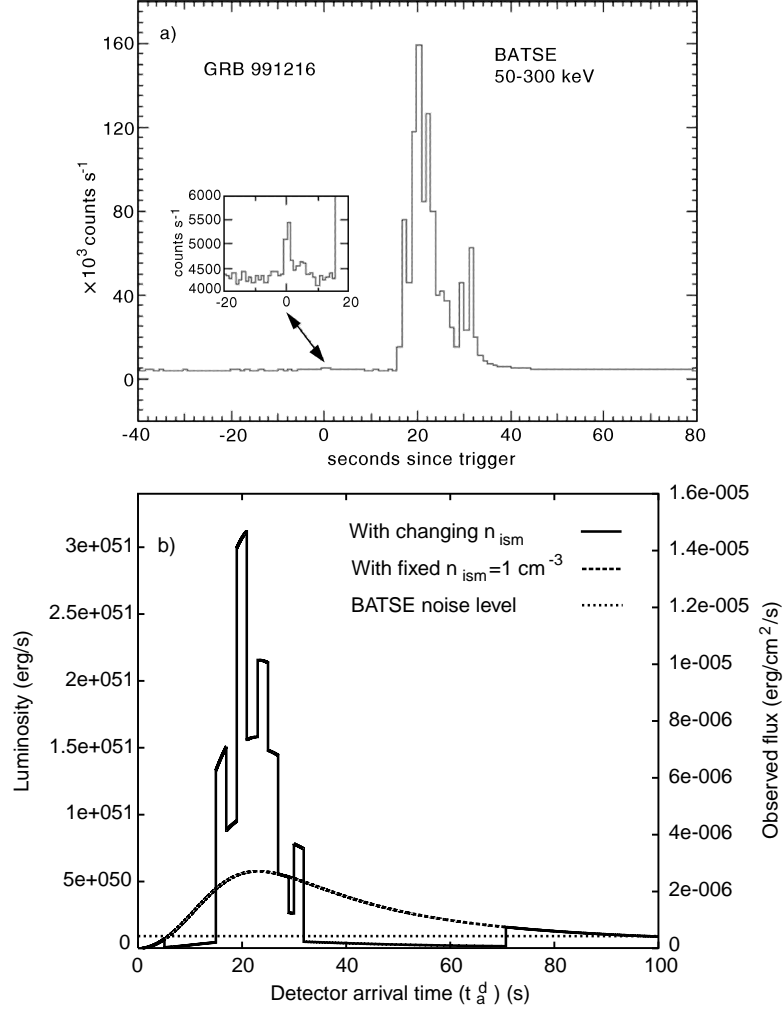 a)
GRB 991216
BATSE
50-300 keV
×10³ counts s⁻¹
160
120
80
40
0
counts s⁻¹
6000
5500
5000
4500
4000
-20 0 20
-40 -20 0 20 40 60 80
seconds since trigger
b)
With changing n ism
With fixed n ism=1 cm⁻³
BATSE noise level
Luminosity (erg/s)
3e+051
2.5e+051
2e+051
1.5e+051
1e+051
5e+050
0
Observed flux (erg/cm²/s)
1.6e-005
1.4e-005
1.2e-005
1e-005
8e-006
6e-006
4e-006
2e-006
0
0 20 40 60 80 100
Detector arrival time (t a d) (s)